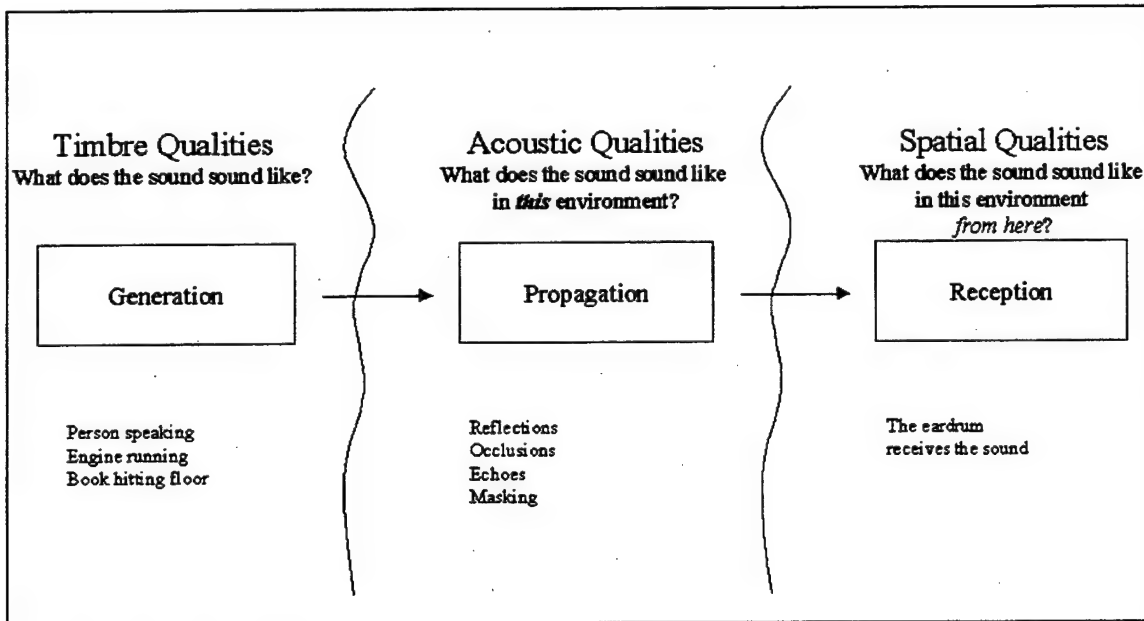 Timbre Qualities
What does the sound sound like?
Generation
Person speaking
Engine running
Book hitting floor
Acoustic Qualities
What does the sound sound like
in this environment?
Propagation
Reflections
Occlusions
Echoes
Masking
Spatial Qualities
What does the sound sound like
in this environment
from here?
Reception
The eardrum
receives the sound